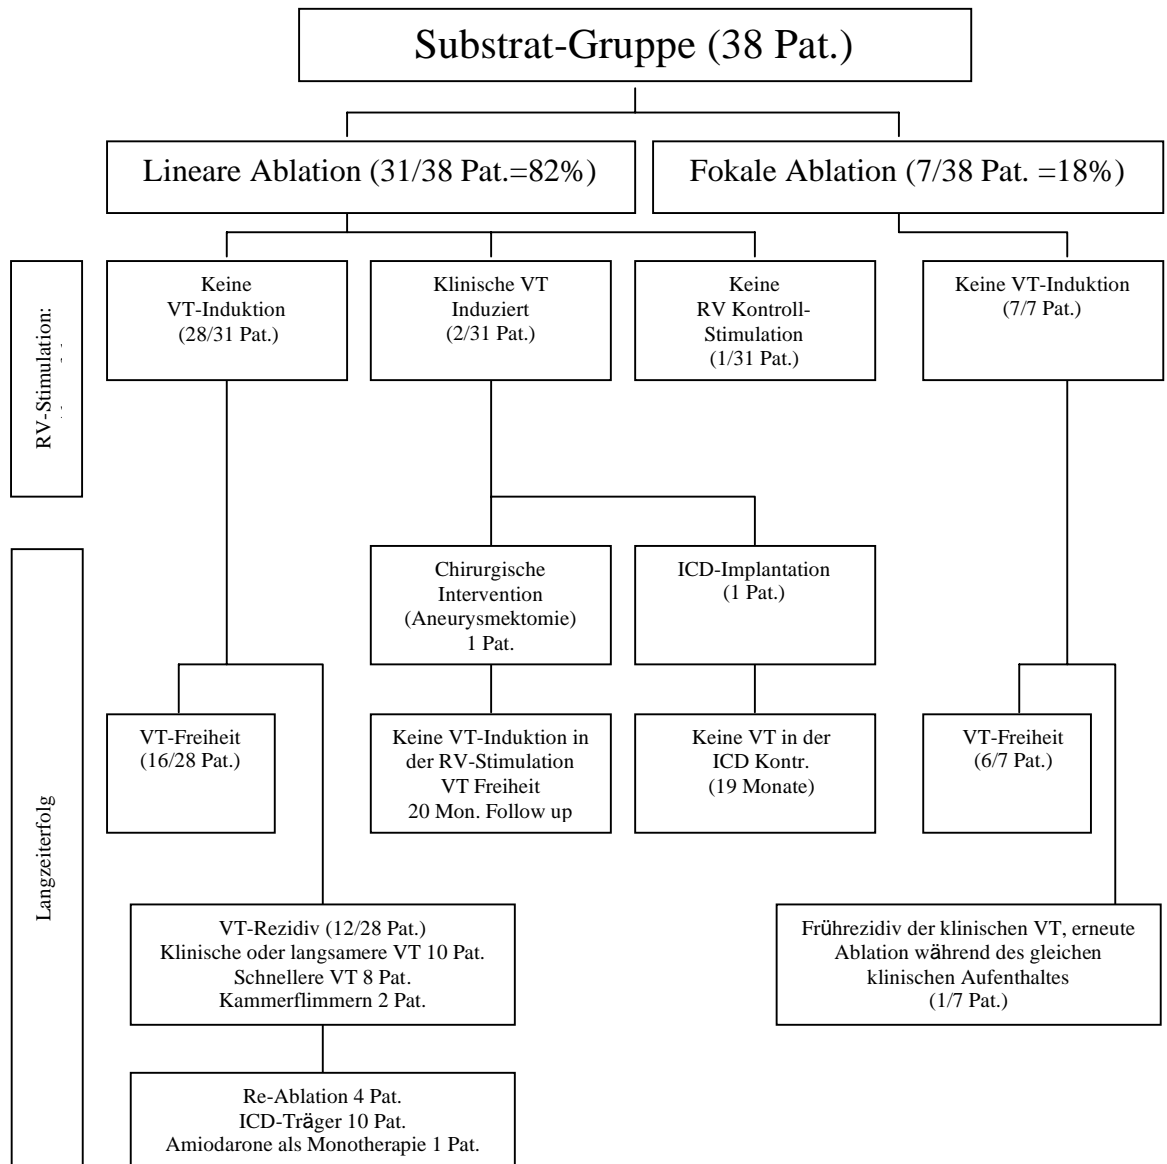 Substrat-Gruppe (38 Pat.)
Lineare Ablation (31/38 Pat.=82%)
Fokale Ablation (7/38 Pat. =18%)
RV-Stimulation:
Keine
VT-Induktion
(28/31 Pat.)
Klinische VT
Induziert
(2/31 Pat.)
Keine
RV Kontroll-
Stimulation
(1/31 Pat.)
Keine VT-Induktion
(7/7 Pat.)
Langzeiterfolg
Chirurgische
Intervention
(Aneurysmektomie)
1 Pat.
ICD-Implantation
(1 Pat.)
VT-Freiheit
(16/28 Pat.)
Keine VT-Induktion in
der RV-Stimulation
VT Freiheit
20 Mon. Follow up
Keine VT in der
ICD Kontr.
(19 Monate)
VT-Freiheit
(6/7 Pat.)
VT-Rezidiv (12/28 Pat.)
Klinische oder langsamere VT 10 Pat.
Schnellere VT 8 Pat.
Kammerflimmern 2 Pat.
Frührezidiv der klinischen VT, erneute
Ablation während des gleichen
klinischen Aufenthaltes
(1/7 Pat.)
Re-Ablation 4 Pat.
ICD-Träger 10 Pat.
Amiodarone als Monotherapie 1 Pat.